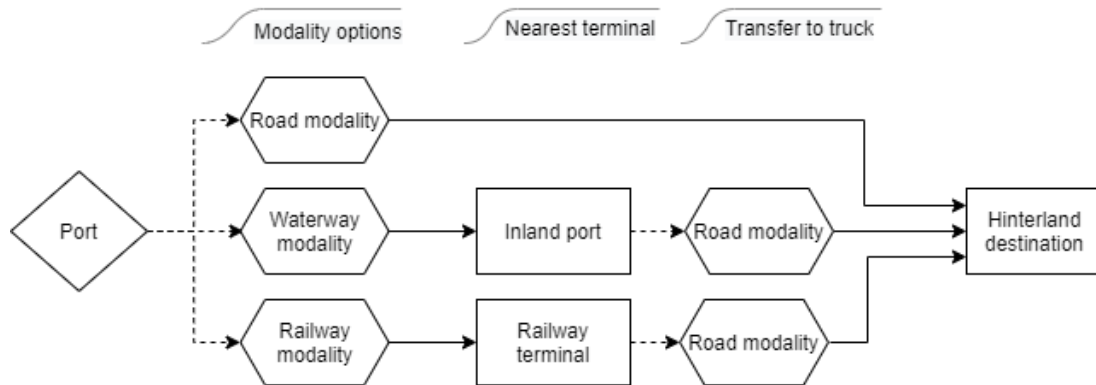 Modality options
Nearest terminal
Transfer to truck
Road modality
Port
Waterway
modality
Inland port
Road modality
Hinterland
destination
Railway
modality
Railway
terminal
Road modality